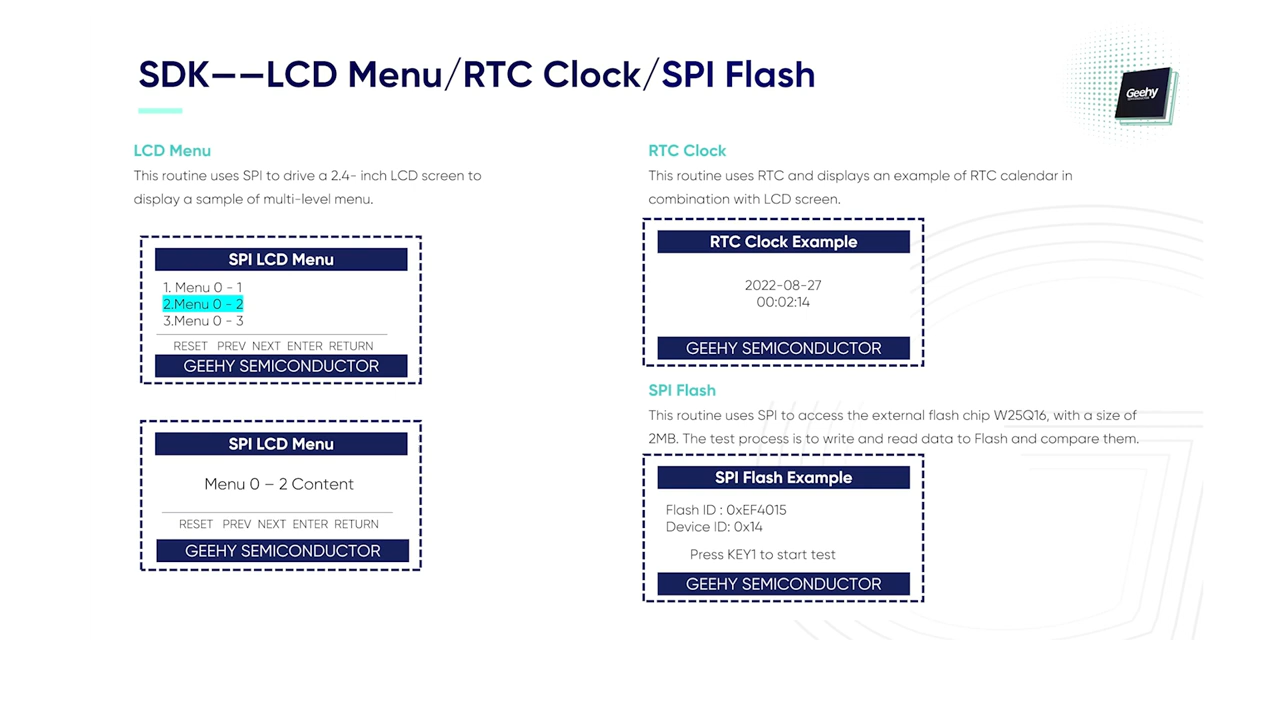 SDK——LCD Menu/RTC Clock/SPI Flash
Geehy
LCD Menu
This routine uses SPI to drive a 2.4- inch LCD screen to
display a sample of multi-level menu.
SPI LCD Menu
1. Menu 0 - 1
2.Menu 0 - 2
3.Menu 0 - 3
RESET PREV NEXT ENTER RETURN
GEEHY SEMICONDUCTOR
SPI LCD Menu
Menu 0 – 2 Content
RESET PREV NEXT ENTER RETURN
GEEHY SEMICONDUCTOR
RTC Clock
This routine uses RTC and displays an example of RTC calendar in
combination with LCD screen.
RTC Clock Example
2022-08-27
00:02:14
GEEHY SEMICONDUCTOR
SPI Flash
This routine uses SPI to access the external flash chip W25Q16, with a size of
2MB. The test process is to write and read data to Flash and compare them.
SPI Flash Example
Flash ID : 0xEF4015
Device ID: 0x14
Press KEY1 to start test
GEEHY SEMICONDUCTOR